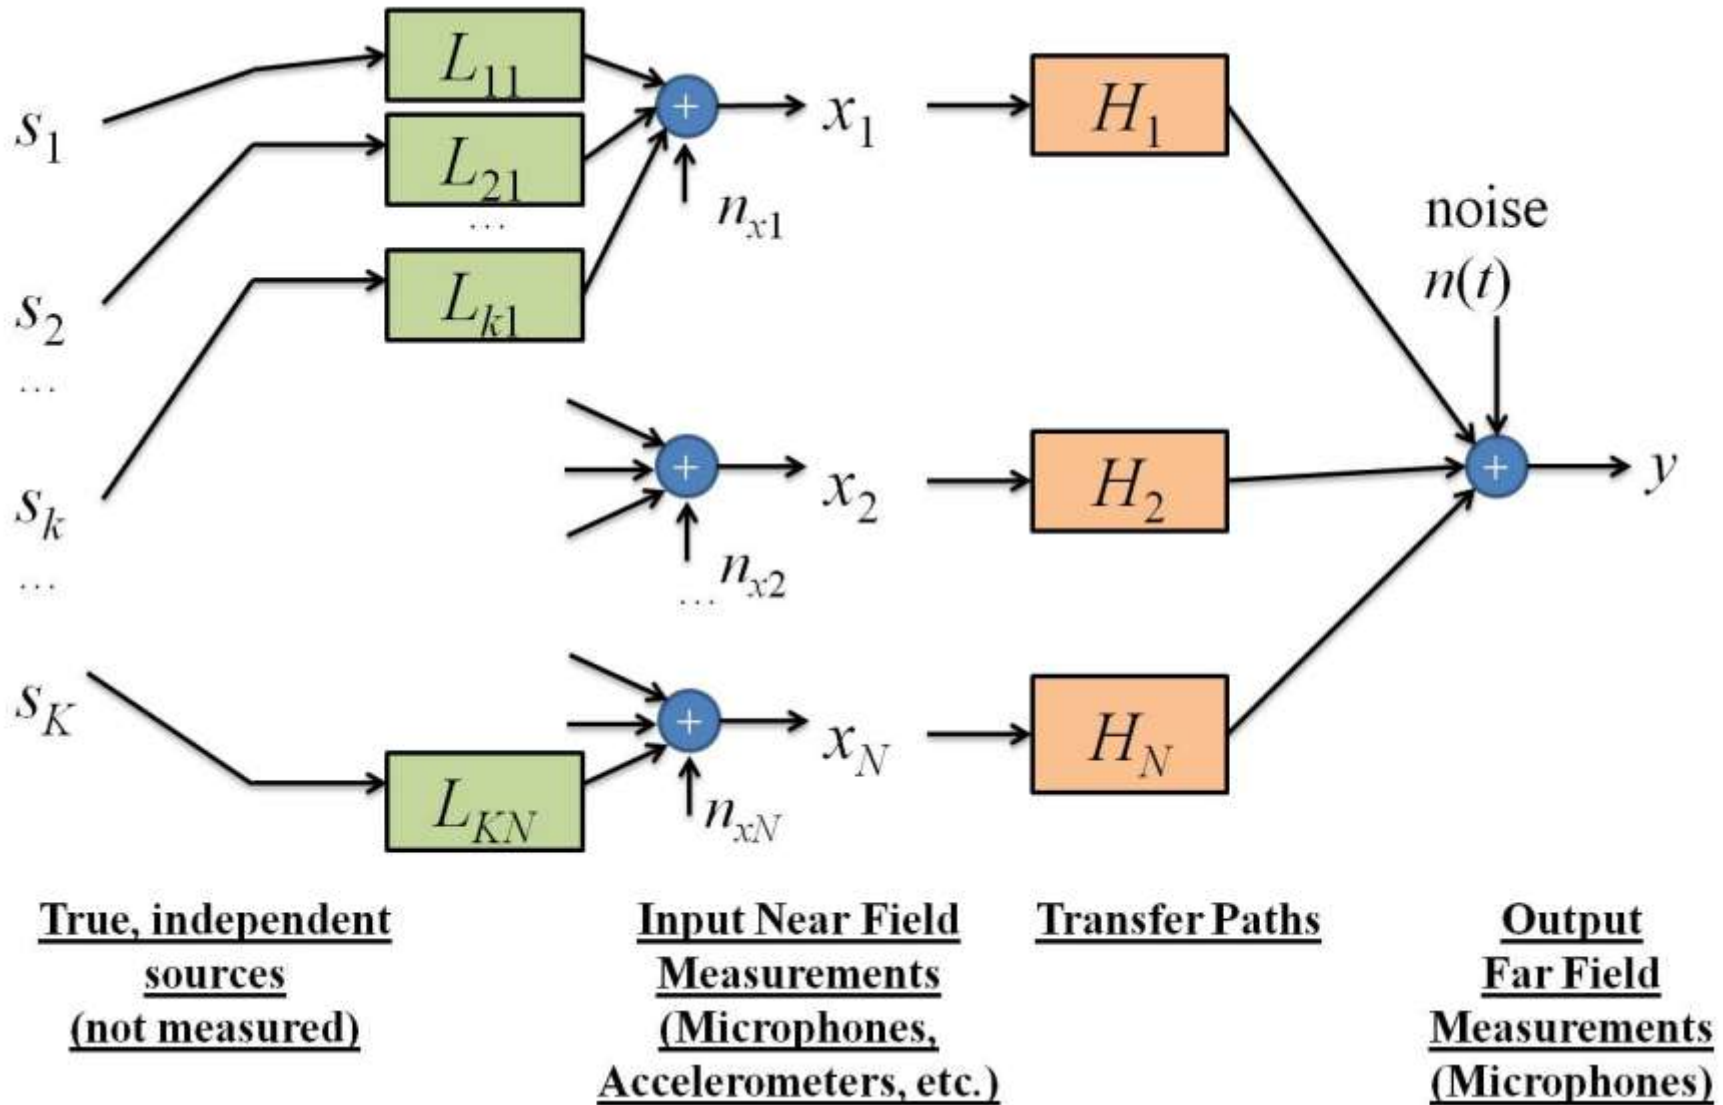 s1
s2
...
sk
...
sK
L11
L21
...
Lk1
LKN
+
nx1
+
nx2
...
+
nxN
x1
x2
xN
H1
H2
HN
noise
n(t)
+
y
True, independent
sources
(not measured)
Input Near Field
Measurements
(Microphones,
Accelerometers, etc.)
Transfer Paths
Output
Far Field
Measurements
(Microphones)